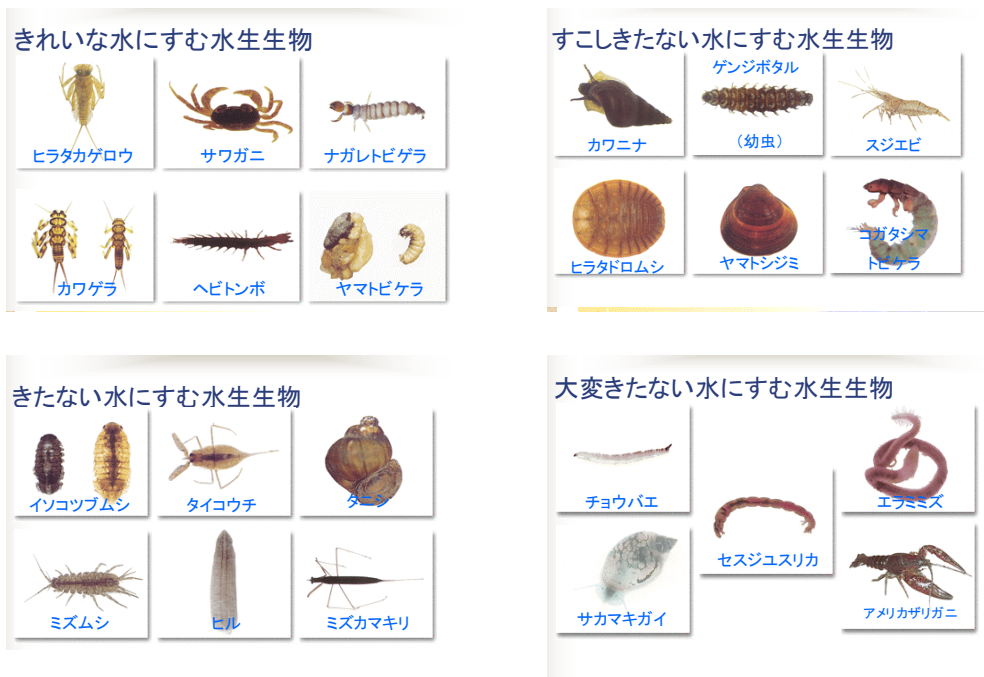 きれいな水にすむ水生生物
ヒラタカゲロウ
サワガニ
ナガレトビゲラ
カワゲラ
ヘビトンボ
ヤマトビケラ
すこしきたない水にすむ水生生物
カワニナ
ゲンジボタル
（幼虫）
スジエビ
ヒラタドロムシ
ヤマトシジミ
コガタシマ
トビケラ
きたない水にすむ水生生物
イソコツブムシ
タイコウチ
タニシ
ミズムシ
ヒル
ミズカマキリ
大変きたない水にすむ水生生物
チョウバエ
セスジユスリカ
エラミミズ
サカマキガイ
アメリカザリガニ